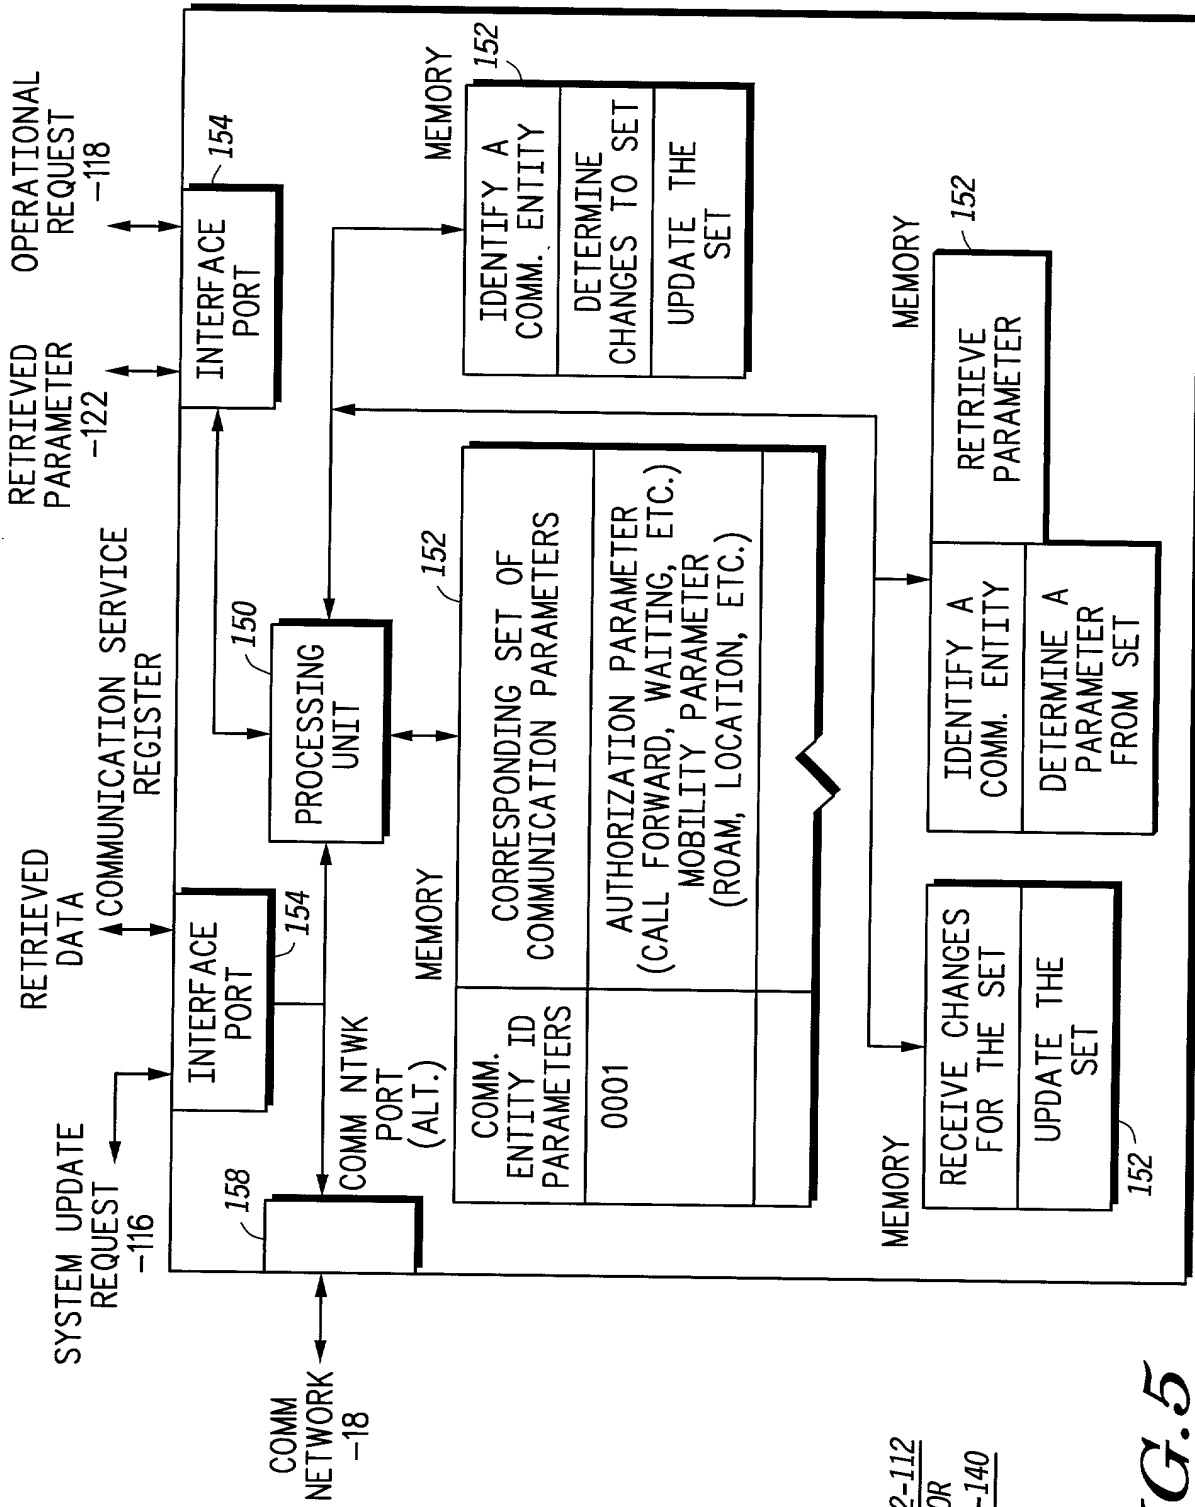 SYSTEM UPDATE
REQUEST
-116
RETRIEVED
DATA
COMMUNICATION SERVICE
REGISTER
RETRIEVED
PARAMETER
-122
OPERATIONAL
REQUEST
-118
COMM
NETWORK
-18
158
COMM NTWK
PORT
(ALT.)
INTERFACE
PORT
154
PROCESSING
UNIT
150
INTERFACE
PORT
154
MEMORY
152
COMM.
ENTITY ID
PARAMETERS
CORRESPONDING SET OF
COMMUNICATION PARAMETERS
0001
AUTHORIZATION PARAMETER
(CALL FORWARD, WAITING, ETC.)
MOBILITY PARAMETER
(ROAM, LOCATION, ETC.)
MEMORY
152
IDENTIFY A
COMM. ENTITY
DETERMINE
CHANGES TO SET
UPDATE THE
SET
MEMORY
RECEIVE CHANGES
FOR THE SET
UPDATE THE
SET
152
MEMORY
152
IDENTIFY A
COMM. ENTITY
RETRIEVE
PARAMETER
DETERMINE A
PARAMETER
FROM SET
2-112
OR
-140
G.5